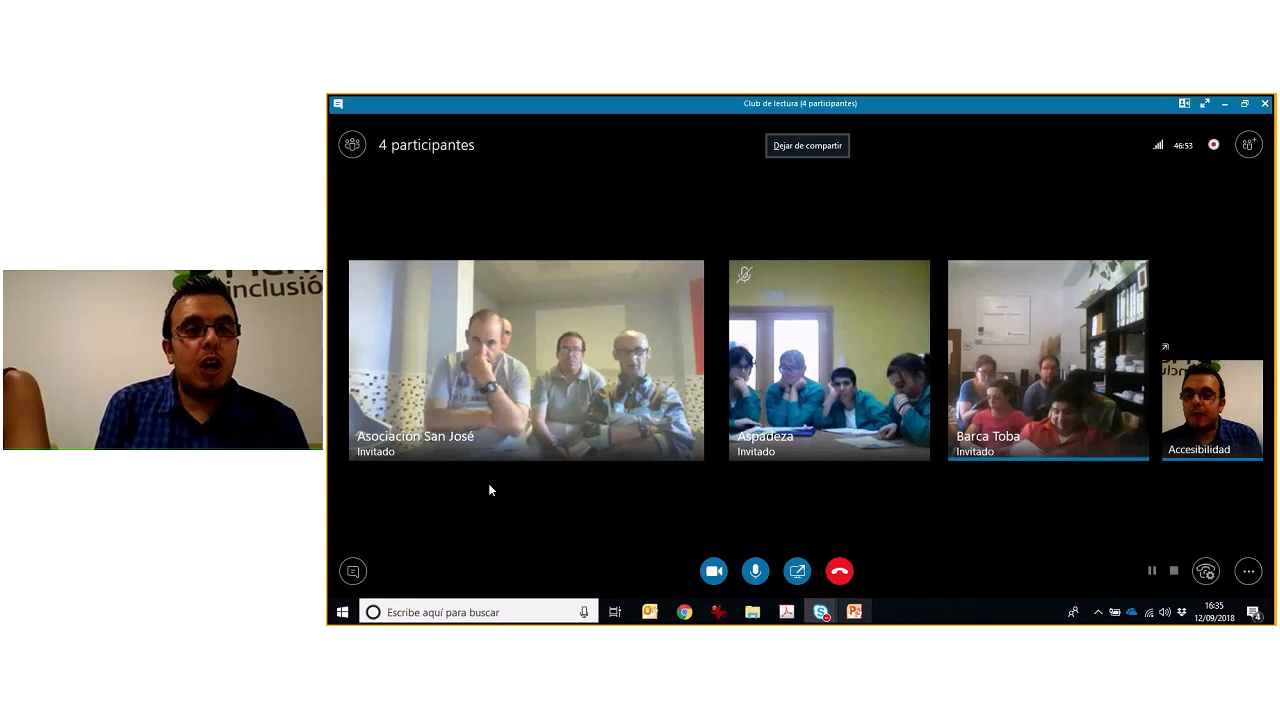 inclusió
Club de lectura (4 participantes)
4 participantes
Dejar de compartir
46:53
Asociación San José
Invitado
Aspadeza
Invitado
Barca Toba
Invitado
Accesibilidad
Escribe aquí para buscar
16:35
12/09/2018
4